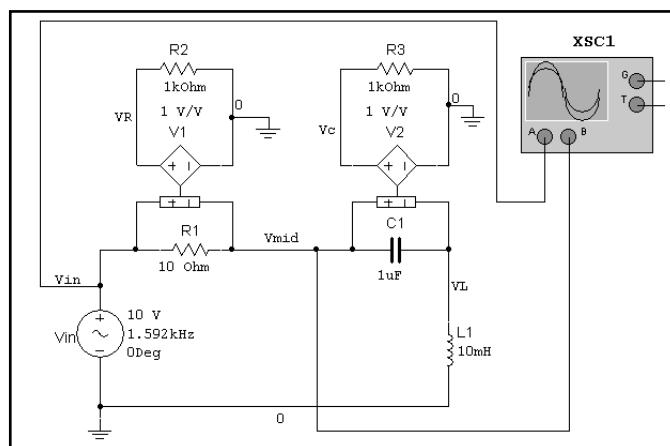 XSC1
G
T
A
B
R2
1kOhm
1 V/V
0
VR
V1
R3
1kOhm
1 V/V
0
Vc
V2
R1
10 Ohm
Vmid
C1
1uF
Vin
VL
Vin
10 V
1.592kHz
0Deg
L1
10mH
0